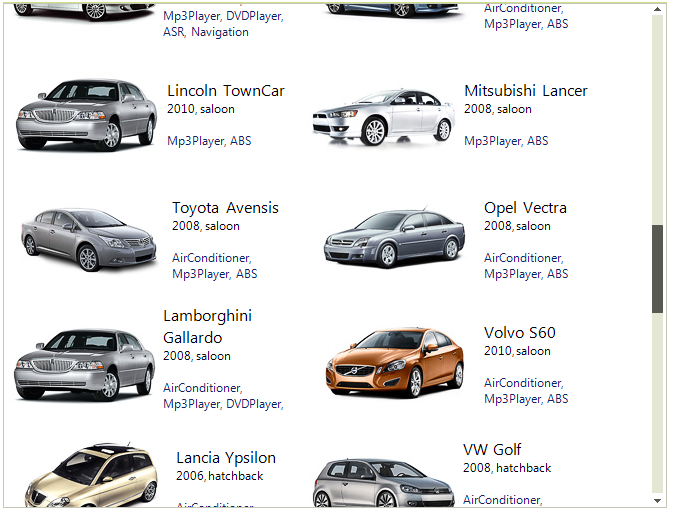 Mp3Player, DVDPlayer,
ASR, Navigation
AirConditioner,
Mp3Player, ABS
Lincoln TownCar
2010, saloon
Mp3Player, ABS
Mitsubishi Lancer
2008, saloon
Mp3Player, ABS
Toyota Avensis
2008, saloon
AirConditioner,
Mp3Player, ABS
Opel Vectra
2008, saloon
AirConditioner,
Mp3Player, ABS
Lamborghini
Gallardo
2008, saloon
AirConditioner,
Mp3Player, DVDPlayer,
Volvo S60
2010, saloon
AirConditioner,
Mp3Player, ABS
Lancia Ypsilon
2006, hatchback
AirConditioner,
VW Golf
2008, hatchback
AirConditioner,